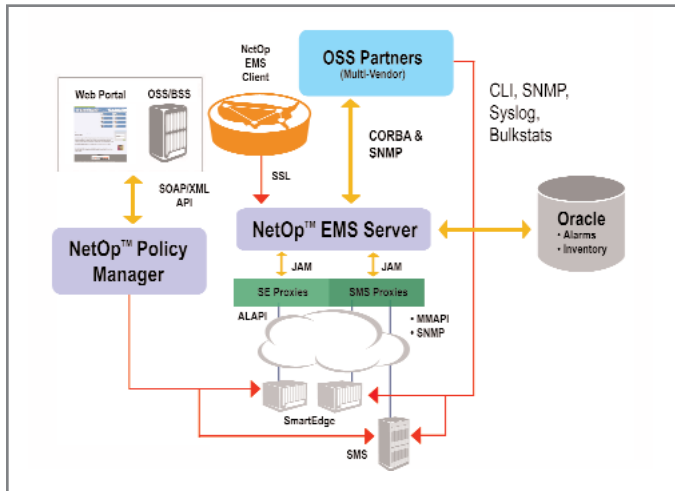 NetOp
EMS
Client
OSS Partners
(Multi-Vendor)
Web Portal
OSS/BSS
CLI, SNMP,
Syslog,
Bulkstats
CORBA &
SNMP
SSL
SOAP/XML
API
NetOp™ Policy
Manager
NetOp™ EMS Server
Oracle
• Alarms
• Inventory
JAM
JAM
SE Proxies
SMS Proxies
ALAPI
• MMAPI
• SNMP
SmartEdge
SMS